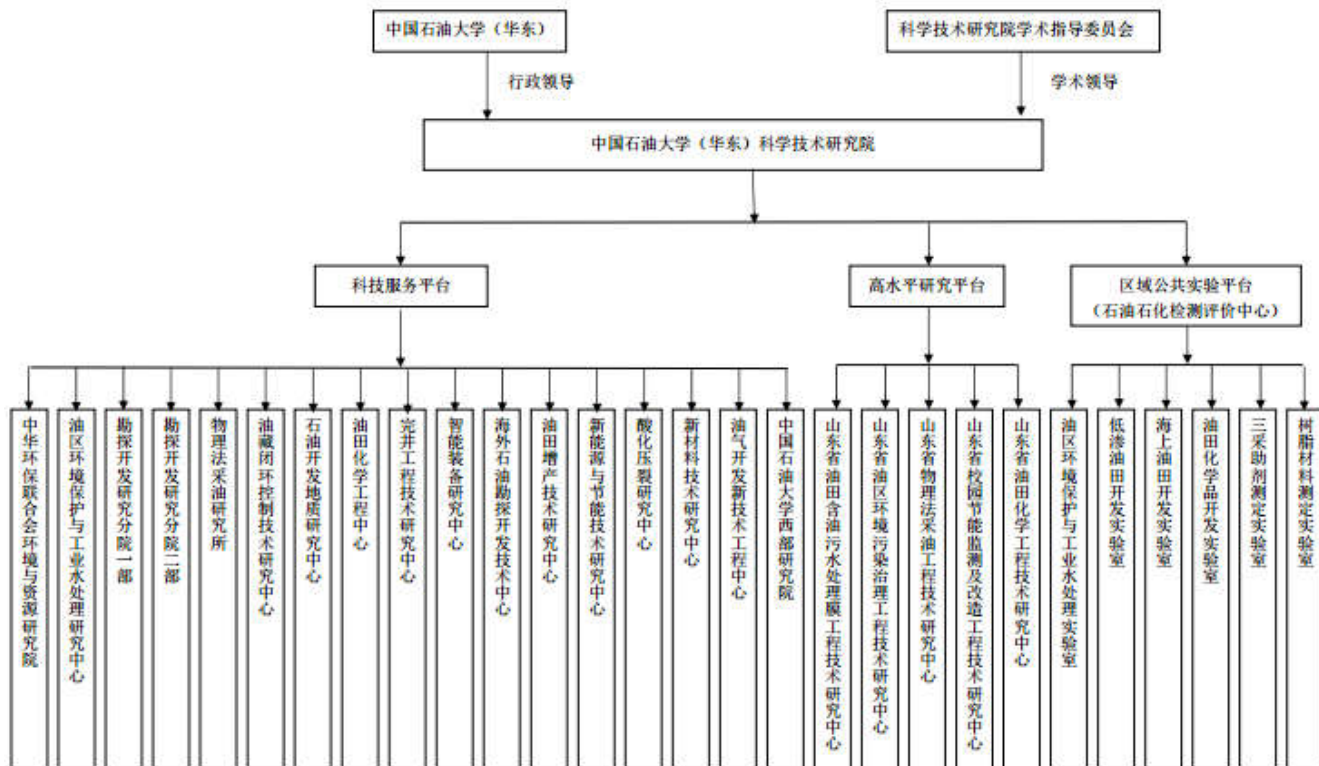 中国石油大学（华东）
科学技术研究院学术指导委员会
行政领导
学术领导
中国石油大学（华东）科学技术研究院
科技服务平台
高水平研究平台
区域公共实验平台
（石油石化检测评价中心）
中华环保联合会环境与资源研究院
油区环境保护与工业水处理研究中心
勘探开发研究分院一部
勘探开发研究分院二部
物理法采油研究所
油藏闭环控制技术研究中心
石油开发地质研究中心
油田化学工程中心
完井工程技术研究中心
智能装备研究中心
海外石油勘探开发技术中心
油田增产技术研究中心
新能源与节能技术研究中心
酸化压裂研究中心
新材料技术研究中心
油气开发新技术工程中心
中国石油大学西部研究院
山东省油田含油污水处理膜工程技术研究中心
山东省油区环境污染治理工程技术研究中心
山东省物理法采油工程技术研究中心
山东省校园节能监测及改造工程技术研究中心
山东省油田化学工程技术研究中心
油区环境保护与工业水处理实验室
低渗油田开发实验室
海上油田开发实验室
油田化学品开发实验室
三采助剂测定实验室
树脂材料测定实验室